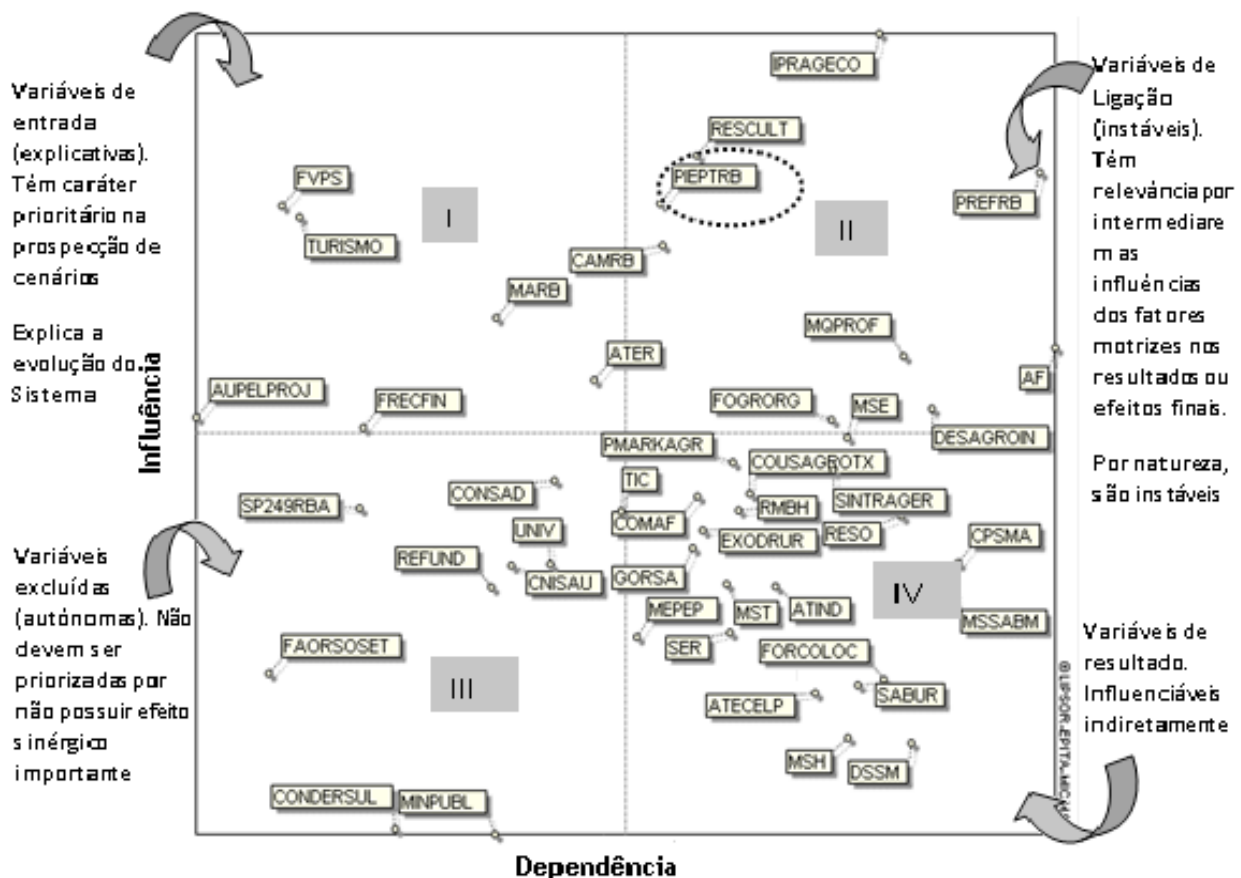 Variáveis de
entrada
(explicativas).
Têm caráter
prioritário na
prospecção de
cenários
Explica a
evolução do
Sistema
Variáveis
excluídas
(autônomas). Não
devem ser
priorizadas por
não possuir efeito
sinérgico
importante
Influência
IPRAGECO
RESCULT
PIEPTRB
FVPS
PREFRB
I
II
TURISMO
CAMRB
MARB
MQPROF
ATER
AF
AUPELPROJ
FRECFIN
FOGRORG
MSE
DESAGROIN
PMARKAGR
COUSAGROTX
TIC
CONSAD
SP249RBA
SINTRAGER
RMBH
COMAF
UNIV
EXODRUR
RESO
CPSMA
REFUND
CNISAU
GORSA
IV
MEPEP
MST
ATIND
MSSABM
SER
FAORSOSET
FORCOLOC
III
SABUR
ATECELP
MSH
DSSM
CONDERSUL
MINPUBL
Dependência
Variáveis de
Ligação
(instáveis).
Têm
relevância por
intermediare
m as
influências
dos fatores
motrizes nos
resultados ou
efeitos finais.
Por natureza,
são instáveis
Variáveis de
resultado.
Influenciáveis
indiretamente
©LIPSOR-EPITA-MICMAC